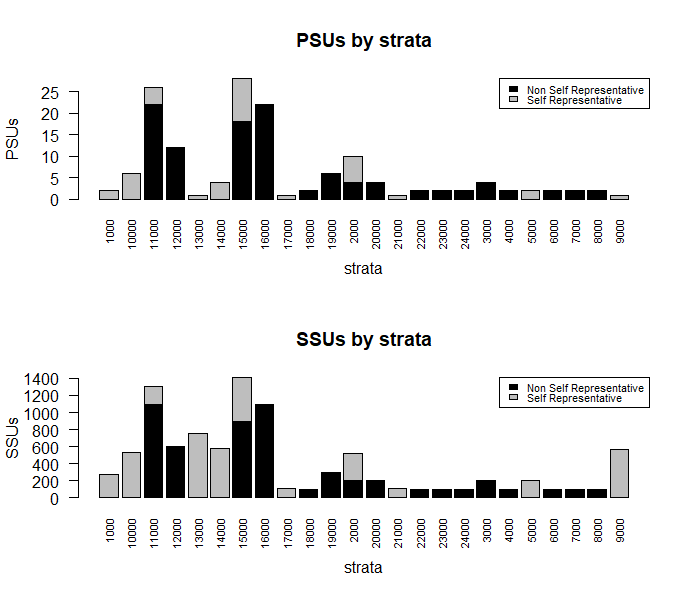 PSUs by strata
Non Self Representative
Self Representative
PSUs
25
20
15
10
5
0
1000 10000 11000 12000 13000 14000 15000 16000 17000 18000 19000 2000 20000 21000 22000 23000 24000 3000 4000 5000 6000 7000 8000 9000
strata
SSUs by strata
Non Self Representative
Self Representative
SSUs
1400
1200
1000
800
600
400
200
0
1000 10000 11000 12000 13000 14000 15000 16000 17000 18000 19000 2000 20000 21000 22000 23000 24000 3000 4000 5000 6000 7000 8000 9000
strata